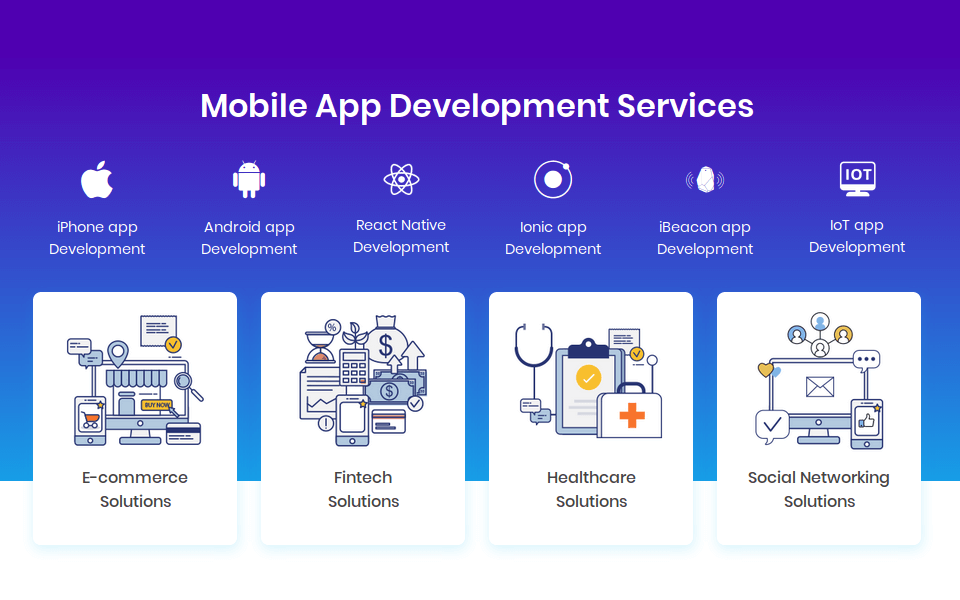 Mobile App Development Services
IOT
iPhone app
Development
Android app
Development
React Native
Development
Ionic app
Development
iBeacon app
Development
IoT app
Development
%
$
$
BUY NOW
E-commerce
Solutions
Fintech
Solutions
Healthcare
Solutions
Social Networking
Solutions